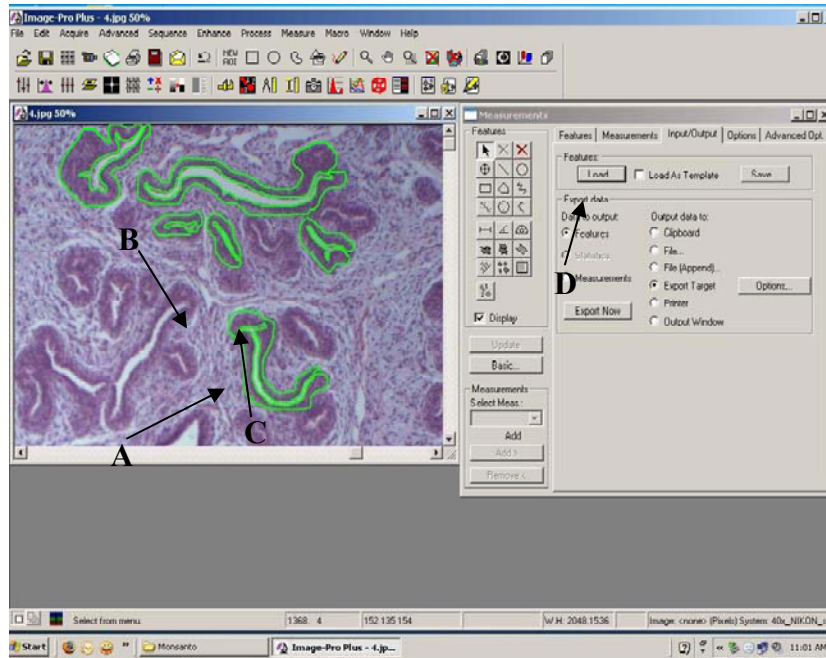 Image-Pro Plus - 4.jpg 50%
File Edit Acquire Advanced Sequence Enhance Process Measure Macro Window Help
NEW
AOI
4.jpg 50%
Measurements
Features
Features Measurements Input/Output Options Advanced Opt.
Features:
Load Load As Template Save
Export data
Data to output: Output data to:
Features Clipboard
Statistics File...
File (Append)...
Measurements Export Target Options...
Printer
Export Now Output Window
Display
Update
Basic...
Measurements
Select Meas.:
Add
Add >
Remove <
B
D
C
A
Select from menu. 1368. 4 152 135 154 W.H: 2048.1536 Image: <none> (Pixels) System: 40x_NIKON_
Start Monsanto Image-Pro Plus - 4.jp... 11:01 AM